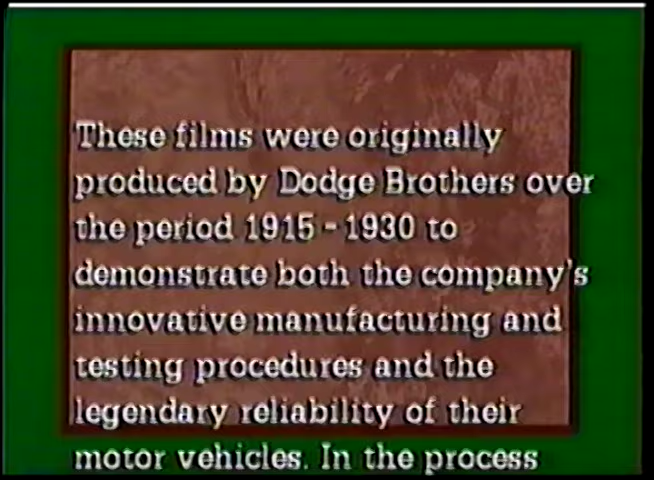 These films were originally
produced by Dodge Brothers over
the period 1915 - 1930 to
demonstrate both the company's
innovative manufacturing and
testing procedures and the
legendary reliability of their
motor vehicles. In the process